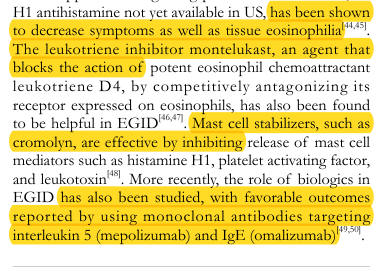 H1 antihistamine not yet available in US, has been shown
to decrease symptoms as well as tissue eosinophilia[44,45].
The leukotriene inhibitor montelukast, an agent that
blocks the action of potent eosinophil chemoattractant
leukotriene D4, by competitively antagonizing its
receptor expressed on eosinophils, has also been found
to be helpful in EGID[46,47]. Mast cell stabilizers, such as
cromolyn, are effective by inhibiting release of mast cell
mediators such as histamine H1, platelet activating factor,
and leukotoxin[48]. More recently, the role of biologics in
EGID has also been studied, with favorable outcomes
reported by using monoclonal antibodies targeting
interleukin 5 (mepolizumab) and IgE (omalizumab)[49,50].